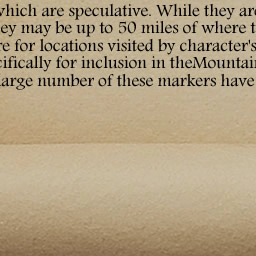 which are speculative. While they are
ey may be up to 50 miles of where t
re for locations visited by character's
cifically for inclusion in theMountai
arge number of these markers have